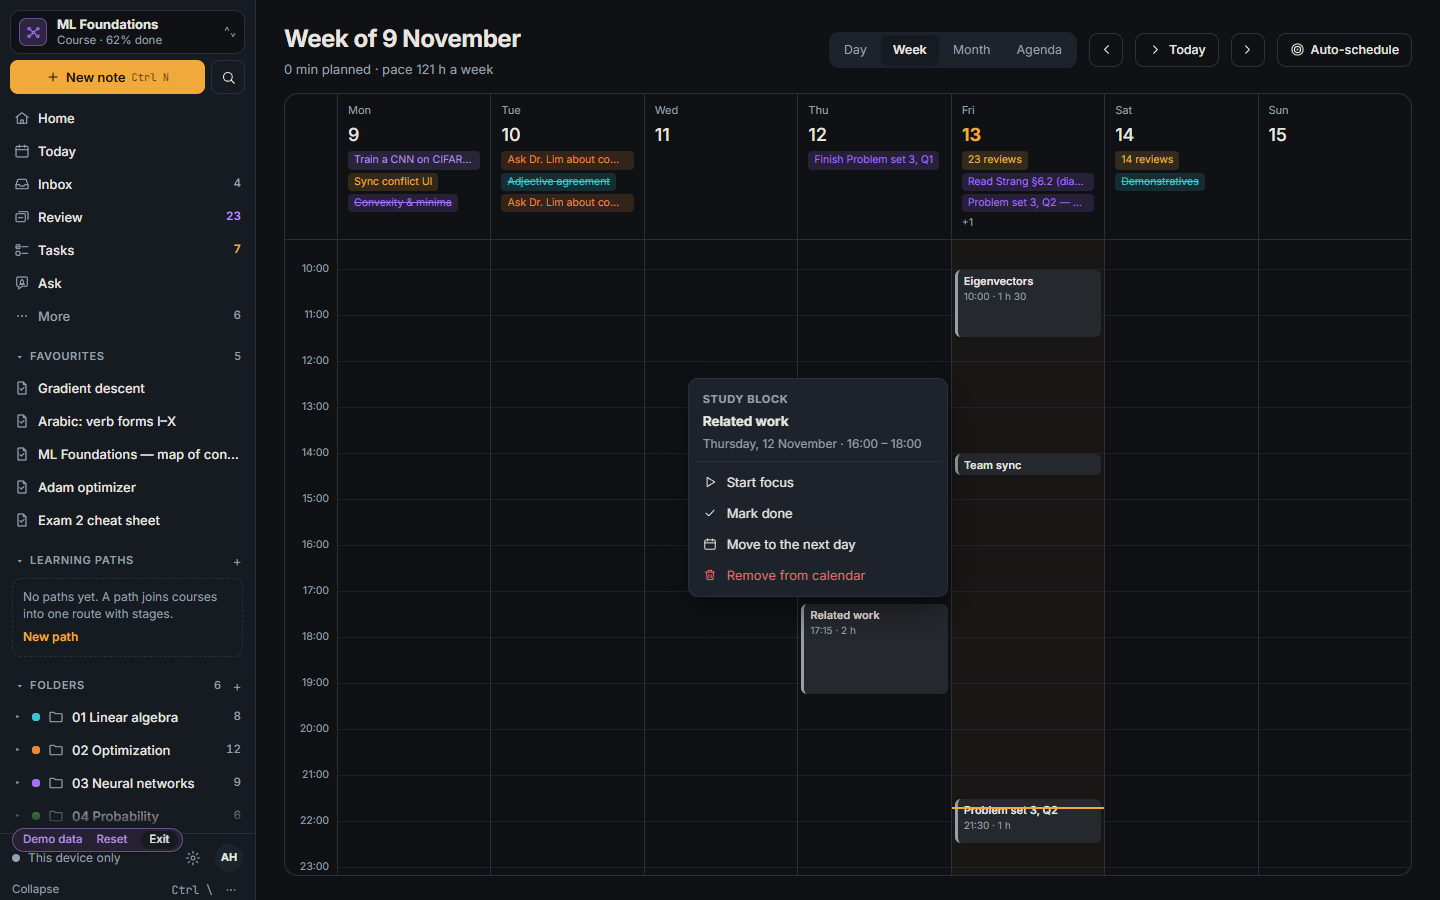 ML Foundations
Course · 62% done
New note Ctrl N
Home
Today
Inbox 4
Review 23
Tasks 7
Ask
More 6
FAVOURITES 5
Gradient descent
Arabic: verb forms I–X
ML Foundations — map of con...
Adam optimizer
Exam 2 cheat sheet
LEARNING PATHS +
No paths yet. A path joins courses
into one route with stages.
New path
FOLDERS 6 +
01 Linear algebra 8
02 Optimization 12
03 Neural networks 9
04 Probability 6
Demo data Reset Exit
This device only AH
Collapse Ctrl \ ...
Week of 9 November
0 min planned · pace 121 h a week
Day Week Month Agenda
Today
Auto-schedule
Mon Tue Wed Thu Fri Sat Sun
9 10 11 12 13 14 15
Train a CNN on CIFAR...
Sync conflict UI
Convexity & minima
Ask Dr. Lim about co...
Adjective agreement
Ask Dr. Lim about co...
Finish Problem set 3, Q1
23 reviews
Read Strang §6.2 (dia...
Problem set 3, Q2 — ...
+1
14 reviews
Demonstratives
10:00
11:00
12:00
13:00
14:00
15:00
16:00
17:00
18:00
19:00
20:00
21:00
22:00
23:00
Eigenvectors
10:00 · 1 h 30
Team sync
STUDY BLOCK
Related work
Thursday, 12 November · 16:00 – 18:00
Start focus
Mark done
Move to the next day
Remove from calendar
Related work
17:15 · 2 h
Problem set 3, Q2
21:30 · 1 h